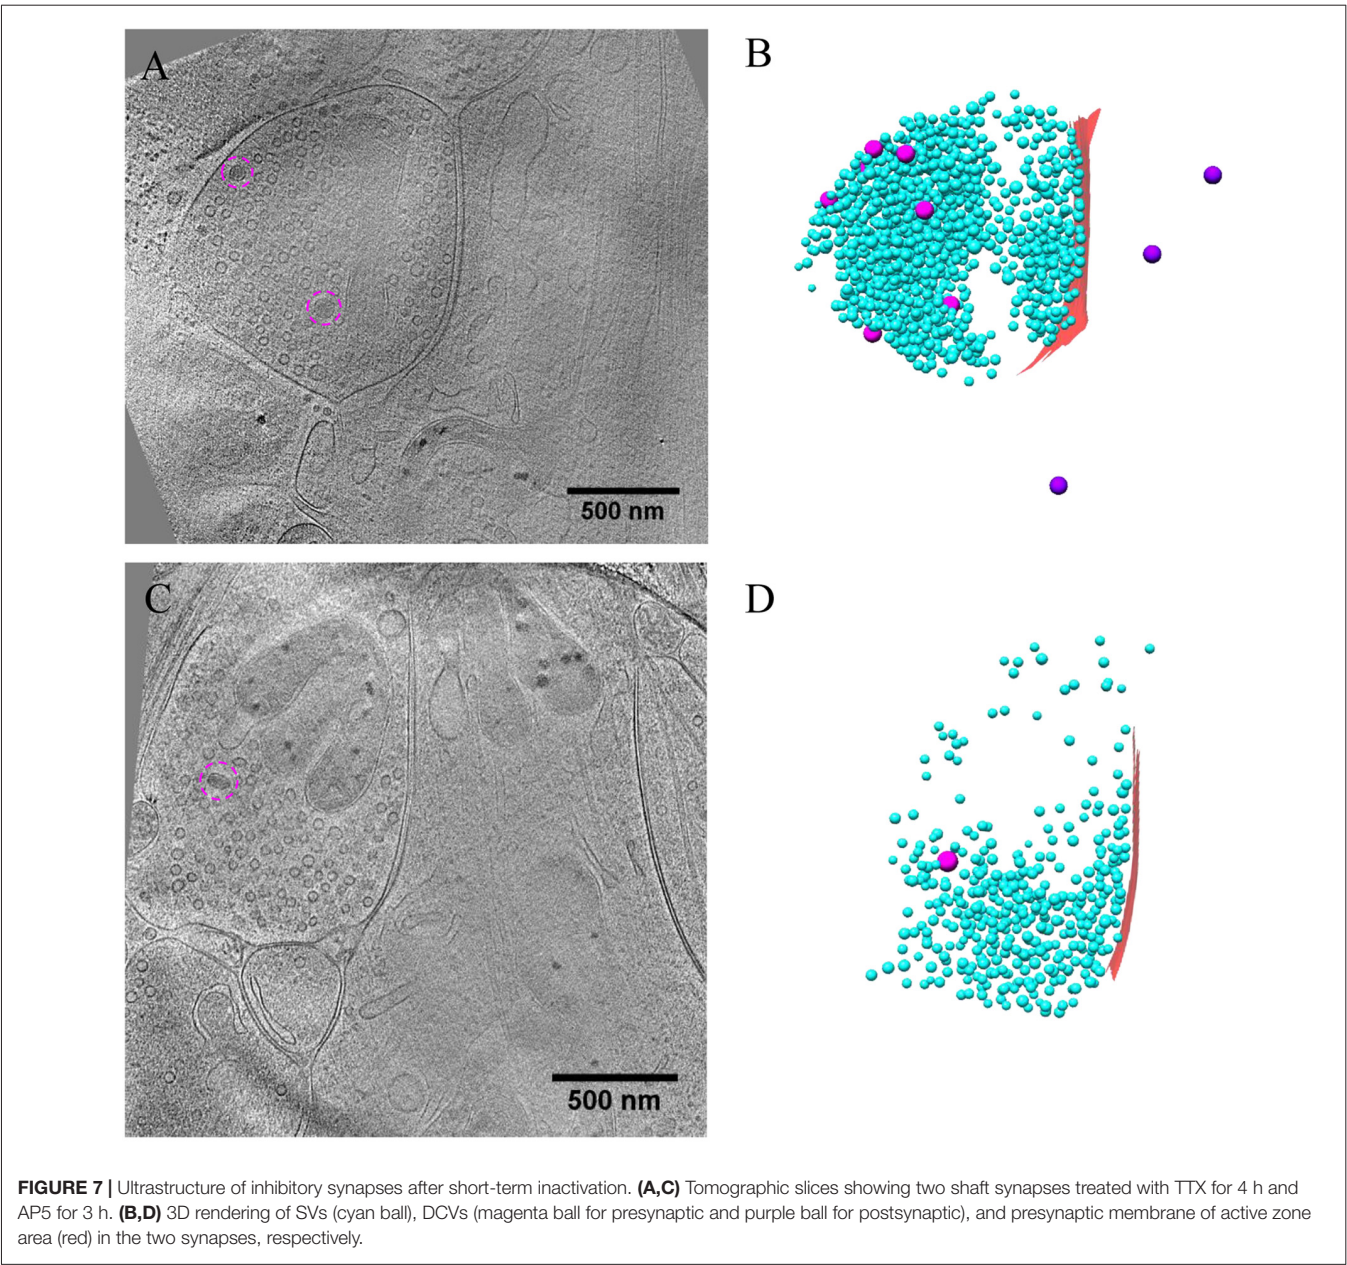 A
B
500 nm
C
D
500 nm
FIGURE 7 | Ultrastructure of inhibitory synapses after short-term inactivation. (A,C) Tomographic slices showing two shaft synapses treated with TTX for 4 h and
AP5 for 3 h. (B,D) 3D rendering of SVs (cyan ball), DCVs (magenta ball for presynaptic and purple ball for postsynaptic), and presynaptic membrane of active zone
area (red) in the two synapses, respectively.